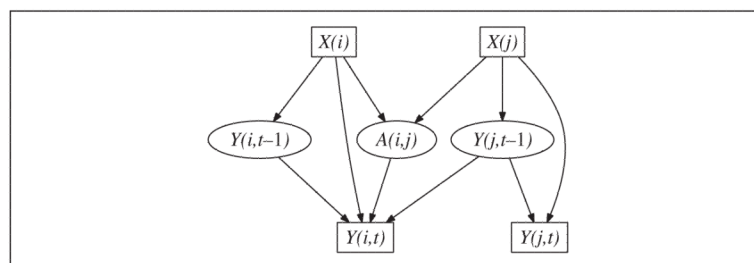 X(i) X(j)
Y(i,t–1) A(i,j) Y(j,t–1)
Y(i,t) Y(j,t)